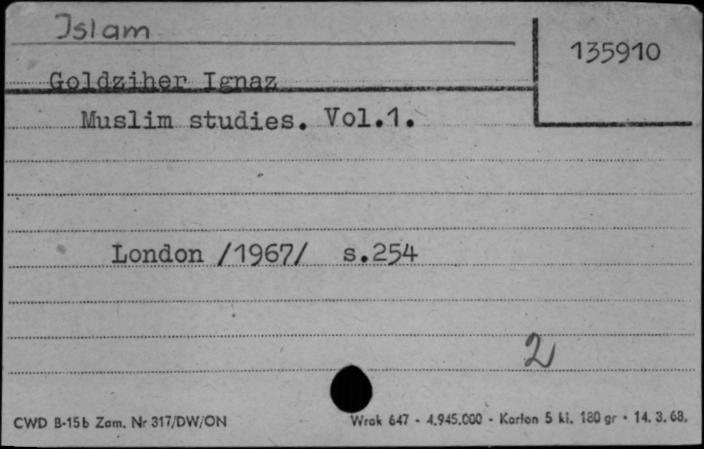 Islam
135910
Goldziher Ignaz
Muslim studies. Vol.1.
London /1967/ s.254
2
CWD B-15b Zam. Nr 317/DW/ON Wrak 647 - 4.945.000 - Karton 5 kl. 180 gr - 14. 3. 68.